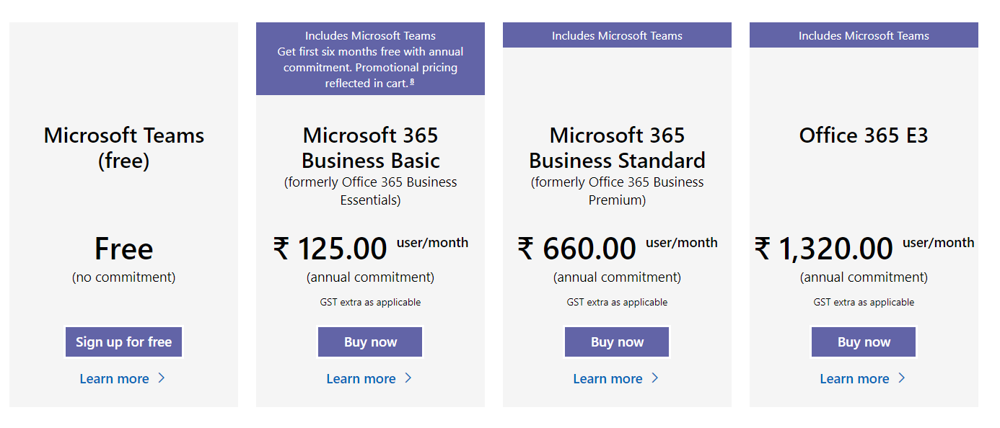 Microsoft Teams
(free)
Free
(no commitment)
Sign up for free
Learn more
Includes Microsoft Teams
Get first six months free with annual
commitment. Promotional pricing
reflected in cart.8
Microsoft 365
Business Basic
(formerly Office 365 Business
Essentials)
₹ 125.00 user/month
(annual commitment)
GST extra as applicable
Buy now
Learn more
Includes Microsoft Teams
Microsoft 365
Business Standard
(formerly Office 365 Business
Premium)
₹ 660.00 user/month
(annual commitment)
GST extra as applicable
Buy now
Learn more
Includes Microsoft Teams
Office 365 E3
₹ 1,320.00 user/month
(annual commitment)
GST extra as applicable
Buy now
Learn more